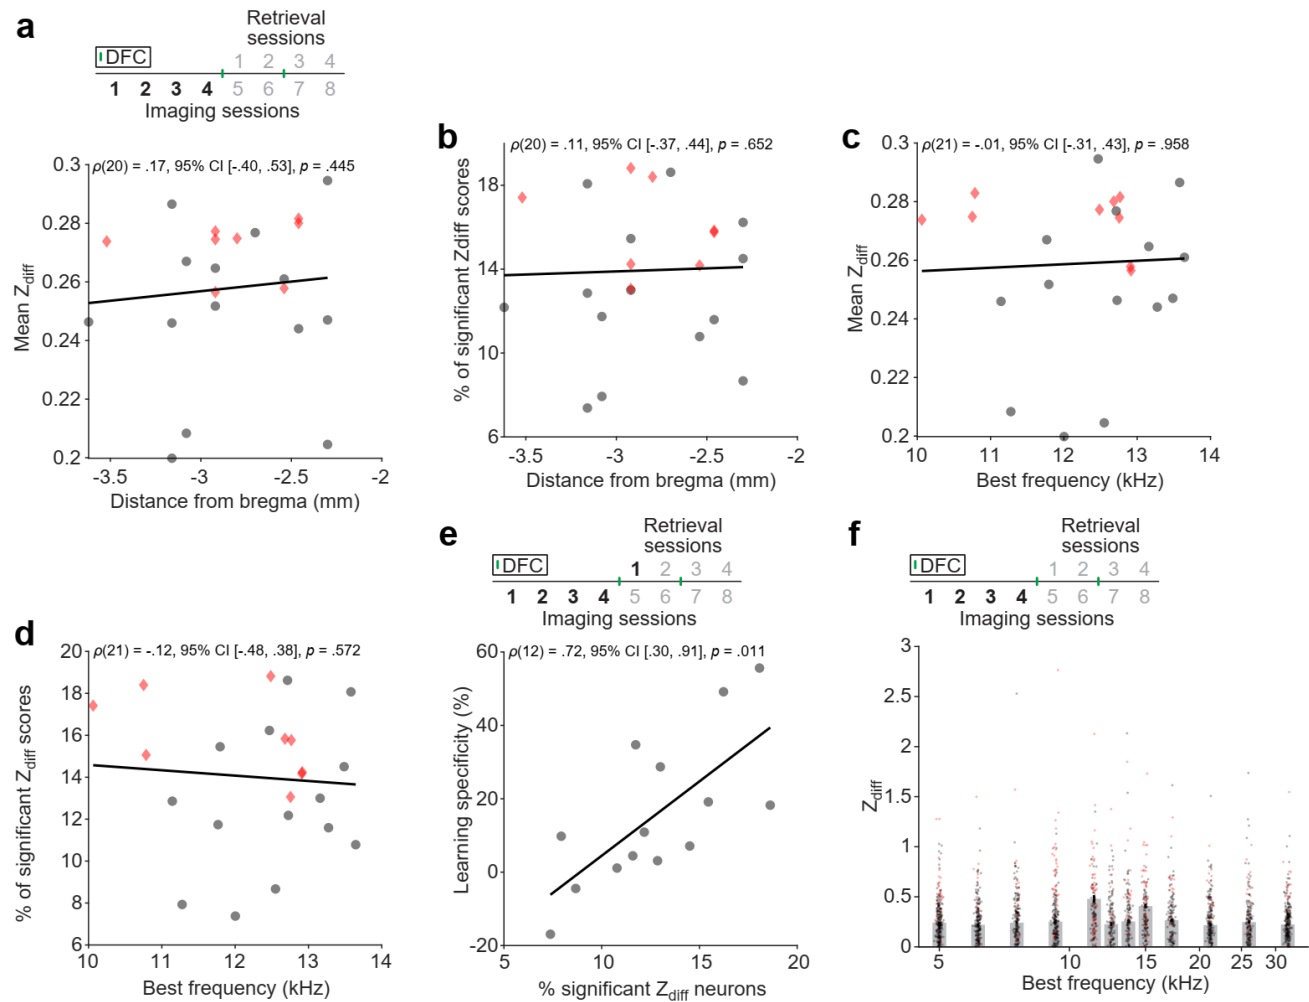 a
Retrieval
sessions
DFC
1 2 3 4
1 2 3 4 5 6 7 8
Imaging sessions
ρ(20) = .17, 95% CI [-.40, .53], p = .445
0.3
0.28
0.26
0.24
0.22
0.2
Mean Zdiff
-3.5 -3 -2.5 -2
Distance from bregma (mm)
b
ρ(20) = .11, 95% CI [-.37, .44], p = .652
18
14
10
6
% of significant Zdiff scores
-3.5 -3 -2.5 -2
Distance from bregma (mm)
c
ρ(21) = -.01, 95% CI [-.31, .43], p = .958
0.3
0.28
0.26
0.24
0.22
0.2
Mean Zdiff
10 11 12 13 14
Best frequency (kHz)
d
ρ(21) = -.12, 95% CI [-.48, .38], p = .572
20
18
16
14
12
10
8
6
% of significant Zdiff scores
10 11 12 13 14
Best frequency (kHz)
e
Retrieval
sessions
DFC
1 2 3 4
1 2 3 4 5 6 7 8
Imaging sessions
ρ(12) = .72, 95% CI [.30, .91], p = .011
60
40
20
0
-20
Learning specificity (%)
5 10 15 20
% significant Zdiff neurons
f
Retrieval
sessions
DFC
1 2 3 4
1 2 3 4 5 6 7 8
Imaging sessions
3
2.5
2
1.5
1
0.5
0
Zdiff
5 10 15 20 25 30
Best frequency (kHz)